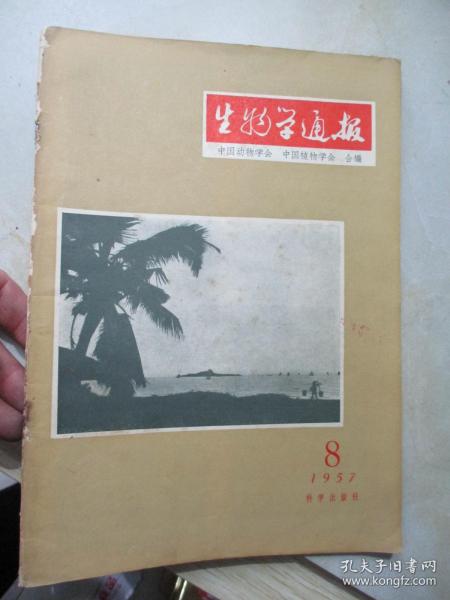 生物学通报
中国动物学会 中国植物学会 合编
8
1957
科学出版社
孔夫子旧书网
www.kongfz.com